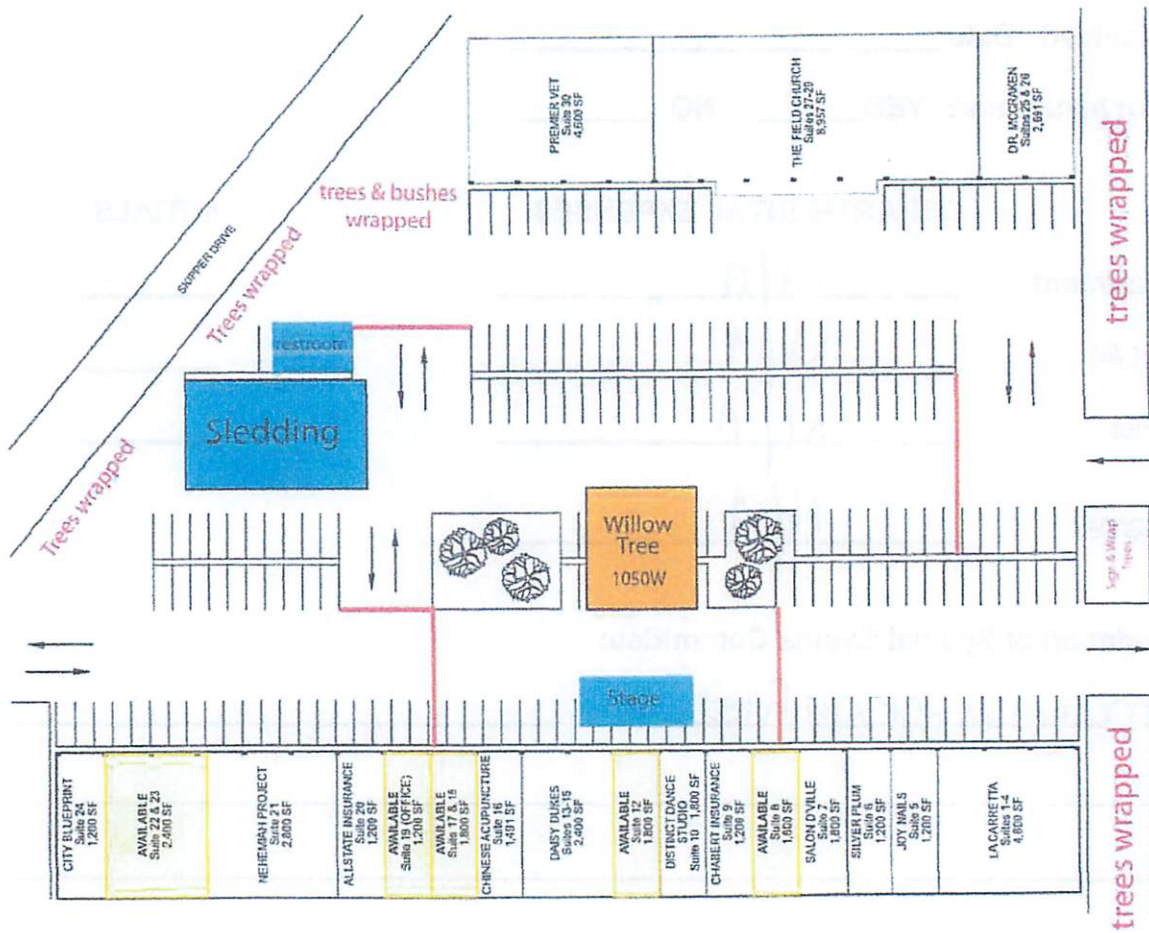 PREMIER VET
Suite 30
4,600 SF
THE FIELD CHURCH
Suites 27-29
8,957 SF
DR. MCCRAKEN
Suites 25 & 26
2,691 SF
trees & bushes
wrapped
trees wrapped
SKIPPER DRIVE
Trees wrapped
restroom
Sledding
Trees wrapped
Willow
Tree
1050W
Stage
CITY BLUEPRINT
Suite 24
1,200 SF
AVAILABLE
Suite 22 & 23
2,400 SF
NEHEMIAH PROJECT
Suite 21
2,800 SF
ALLSTATE INSURANCE
Suite 20
1,200 SF
AVAILABLE
Suite 19 (OFFICE;
1,200 SF
AVAILABLE
Suite 17 & 18
1,800 SF
CHINESE ACUPUNCTURE
Suite 16
1,491 SF
DAISY DUKES
Suites 13-15
2,400 SF
AVAILABLE
Suite 12
1,800 SF
DISTINCT DANCE
STUDIO
Suite 10 1,600 SF
CHABERT INSURANCE
Suite 9
1,200 SF
AVAILABLE
Suite 8
1,600 SF
SALON D'VILLE
Suite 7
1,800 SF
SILVER PLUM
Suite 6
1,200 SF
JOY NAILS
Suite 5
1,200 SF
LA CARRETTA
Suites 1-4
4,800 SF
trees wrapped